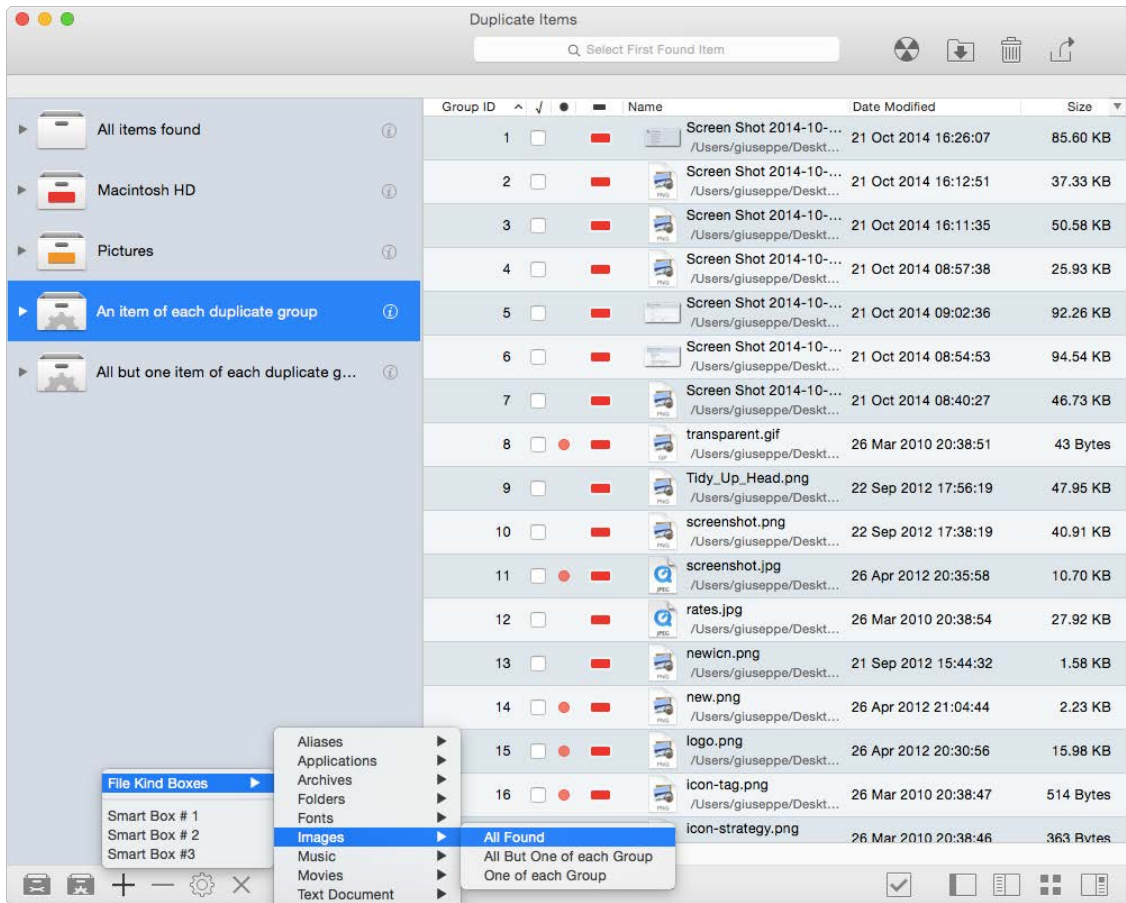 Duplicate Items
Select First Found Item
Group ID ^ √ Name Date Modified Size
All items found
Macintosh HD
Pictures
An item of each duplicate group
All but one item of each duplicate g...
1 Screen Shot 2014-10-... 21 Oct 2014 16:26:07 85.60 KB
/Users/giuseppe/Deskt...
2 Screen Shot 2014-10-... 21 Oct 2014 16:12:51 37.33 KB
/Users/giuseppe/Deskt...
PNG
3 Screen Shot 2014-10-... 21 Oct 2014 16:11:35 50.58 KB
/Users/giuseppe/Deskt...
PNG
4 Screen Shot 2014-10-... 21 Oct 2014 08:57:38 25.93 KB
/Users/giuseppe/Deskt...
PNG
5 Screen Shot 2014-10-... 21 Oct 2014 09:02:36 92.26 KB
/Users/giuseppe/Deskt...
6 Screen Shot 2014-10-... 21 Oct 2014 08:54:53 94.54 KB
/Users/giuseppe/Deskt...
7 Screen Shot 2014-10-... 21 Oct 2014 08:40:27 46.73 KB
/Users/giuseppe/Deskt...
PNG
8 transparent.gif 26 Mar 2010 20:38:51 43 Bytes
/Users/giuseppe/Deskt...
GIF
9 Tidy_Up_Head.png 22 Sep 2012 17:56:19 47.95 KB
/Users/giuseppe/Deskt...
PNG
10 screenshot.png 22 Sep 2012 17:38:19 40.91 KB
/Users/giuseppe/Deskt...
PNG
11 screenshot.jpg 26 Apr 2012 20:35:58 10.70 KB
/Users/giuseppe/Deskt...
JPEG
12 rates.jpg 26 Mar 2010 20:38:54 27.92 KB
/Users/giuseppe/Deskt...
JPEG
13 newicn.png 21 Sep 2012 15:44:32 1.58 KB
/Users/giuseppe/Deskt...
PNG
14 new.png 26 Apr 2012 21:04:44 2.23 KB
/Users/giuseppe/Deskt...
PNG
15 logo.png 26 Apr 2012 20:30:56 15.98 KB
/Users/giuseppe/Deskt...
PNG
16 icon-tag.png 26 Mar 2010 20:38:47 514 Bytes
/Users/giuseppe/Deskt...
PNG
icon-strategy.png 26 Mar 2010 20:38:46 363 Bytes
File Kind Boxes
Smart Box # 1
Smart Box # 2
Smart Box #3
Aliases
Applications
Archives
Folders
Fonts
Images
Music
Movies
Text Document
All Found
All But One of each Group
One of each Group